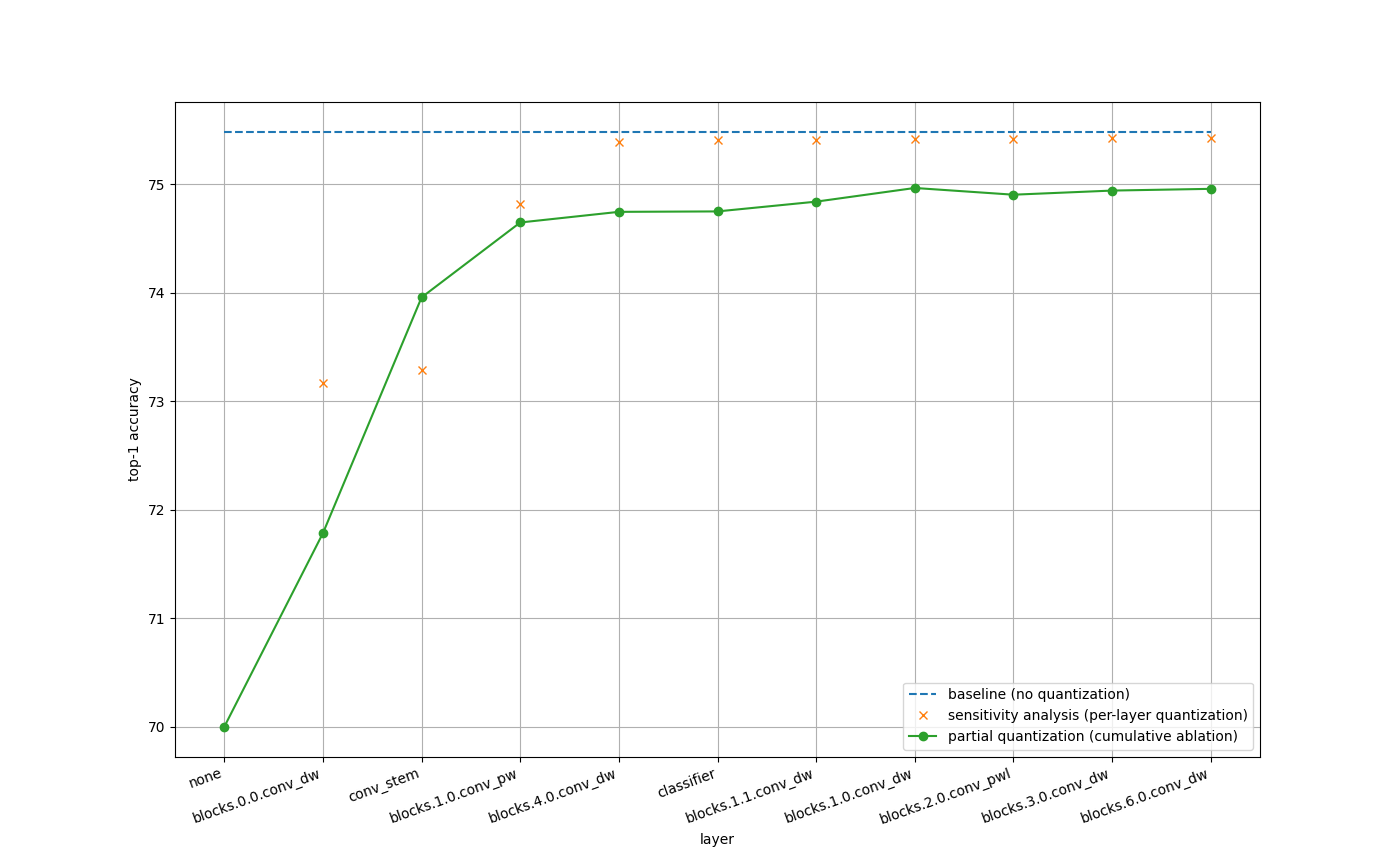 75
74
73
72
71
70
top-1 accuracy
baseline (no quantization)
sensitivity analysis (per-layer quantization)
partial quantization (cumulative ablation)
none
blocks.0.0.conv_dw
conv_stem
blocks.1.0.conv_pw
blocks.4.0.conv_dw
classifier
blocks.1.1.conv_dw
blocks.1.0.conv_dw
blocks.2.0.conv_pwl
blocks.3.0.conv_dw
blocks.6.0.conv_dw
layer